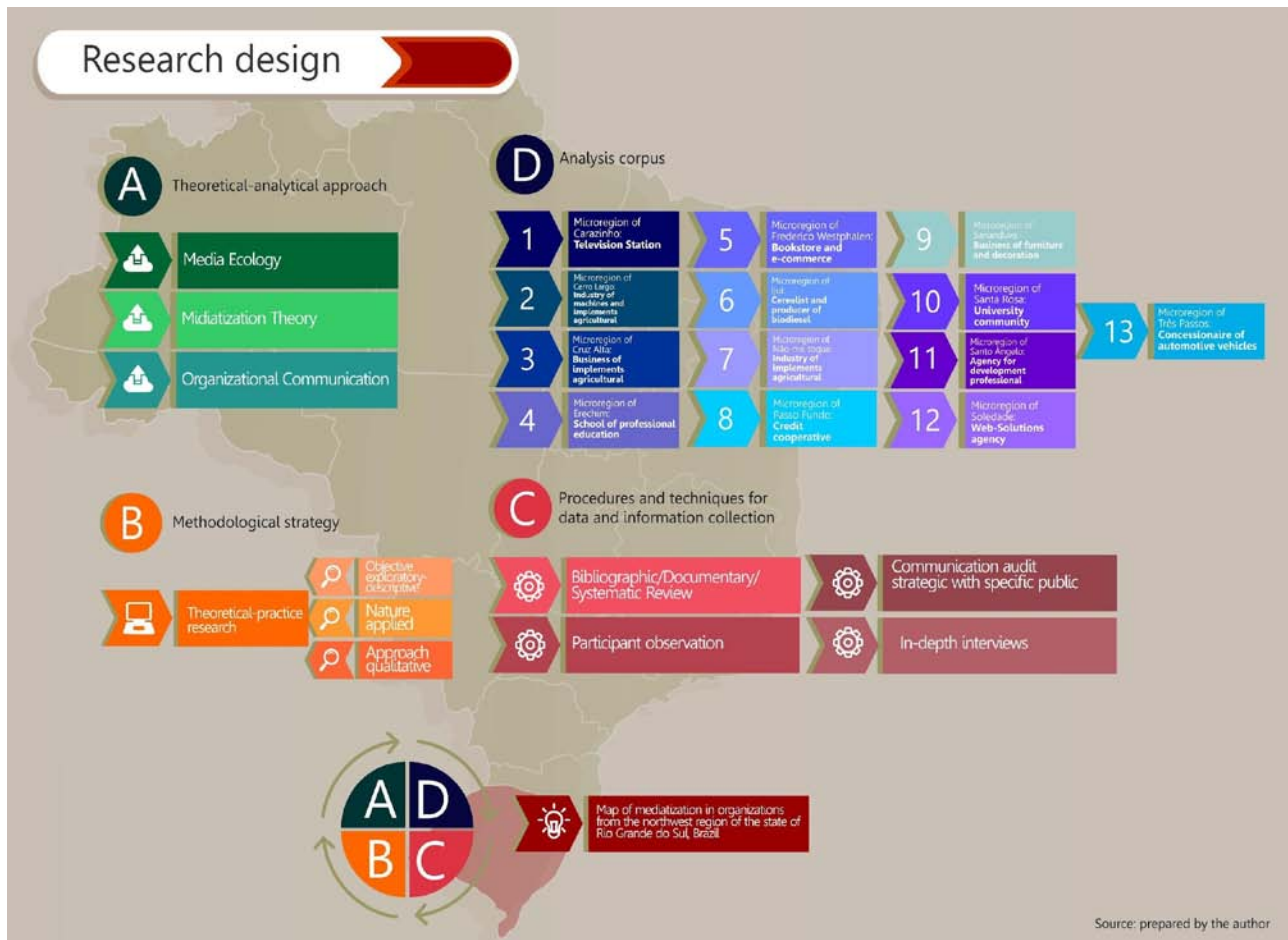 Research design
A
Theoretical-analytical approach
Media Ecology
Midiatization Theory
Organizational Communication
B
Methodological strategy
Theoretical-practice
research
Objective
exploratory-
descriptive
Nature
applied
Approach
qualitative
D
Analysis corpus
1
Microregion of
Carazinho:
Television Station
2
Microregion of
Cerro Largo:
Industry of
machines and
implements
agricultural
3
Microregion of
Cruz Alta:
Business of
implements
agricultural
4
Microregion of
Erechim:
School of professional
education
5
Microregion of
Frederico Westphalen:
Bookstore and
e-commerce
6
Microregion of
Ijuí:
Cerealist and
producer of
biodiesel
7
Microregion of
Não-me-toque:
Industry of
implements
agricultural
8
Microregion of
Passo Fundo:
Credit
cooperative
9
Microregion of
Sananduva:
Business of furniture
and decoration
10
Microregion of
Santa Rosa:
University
community
11
Microregion of
Santo Ângelo:
Agency for
development
professional
12
Microregion of
Soledade:
Web-Solutions
agency
13
Microregion of
Três Passos:
Concessionaire of
automotive vehicles
C
Procedures and techniques for
data and information collection
Bibliographic/Documentary/
Systematic Review
Communication audit
strategic with specific public
Participant observation
In-depth interviews
A D
B C
Map of mediatization in organizations
from the northwest region of the state of
Rio Grande do Sul, Brazil
Source: prepared by the author